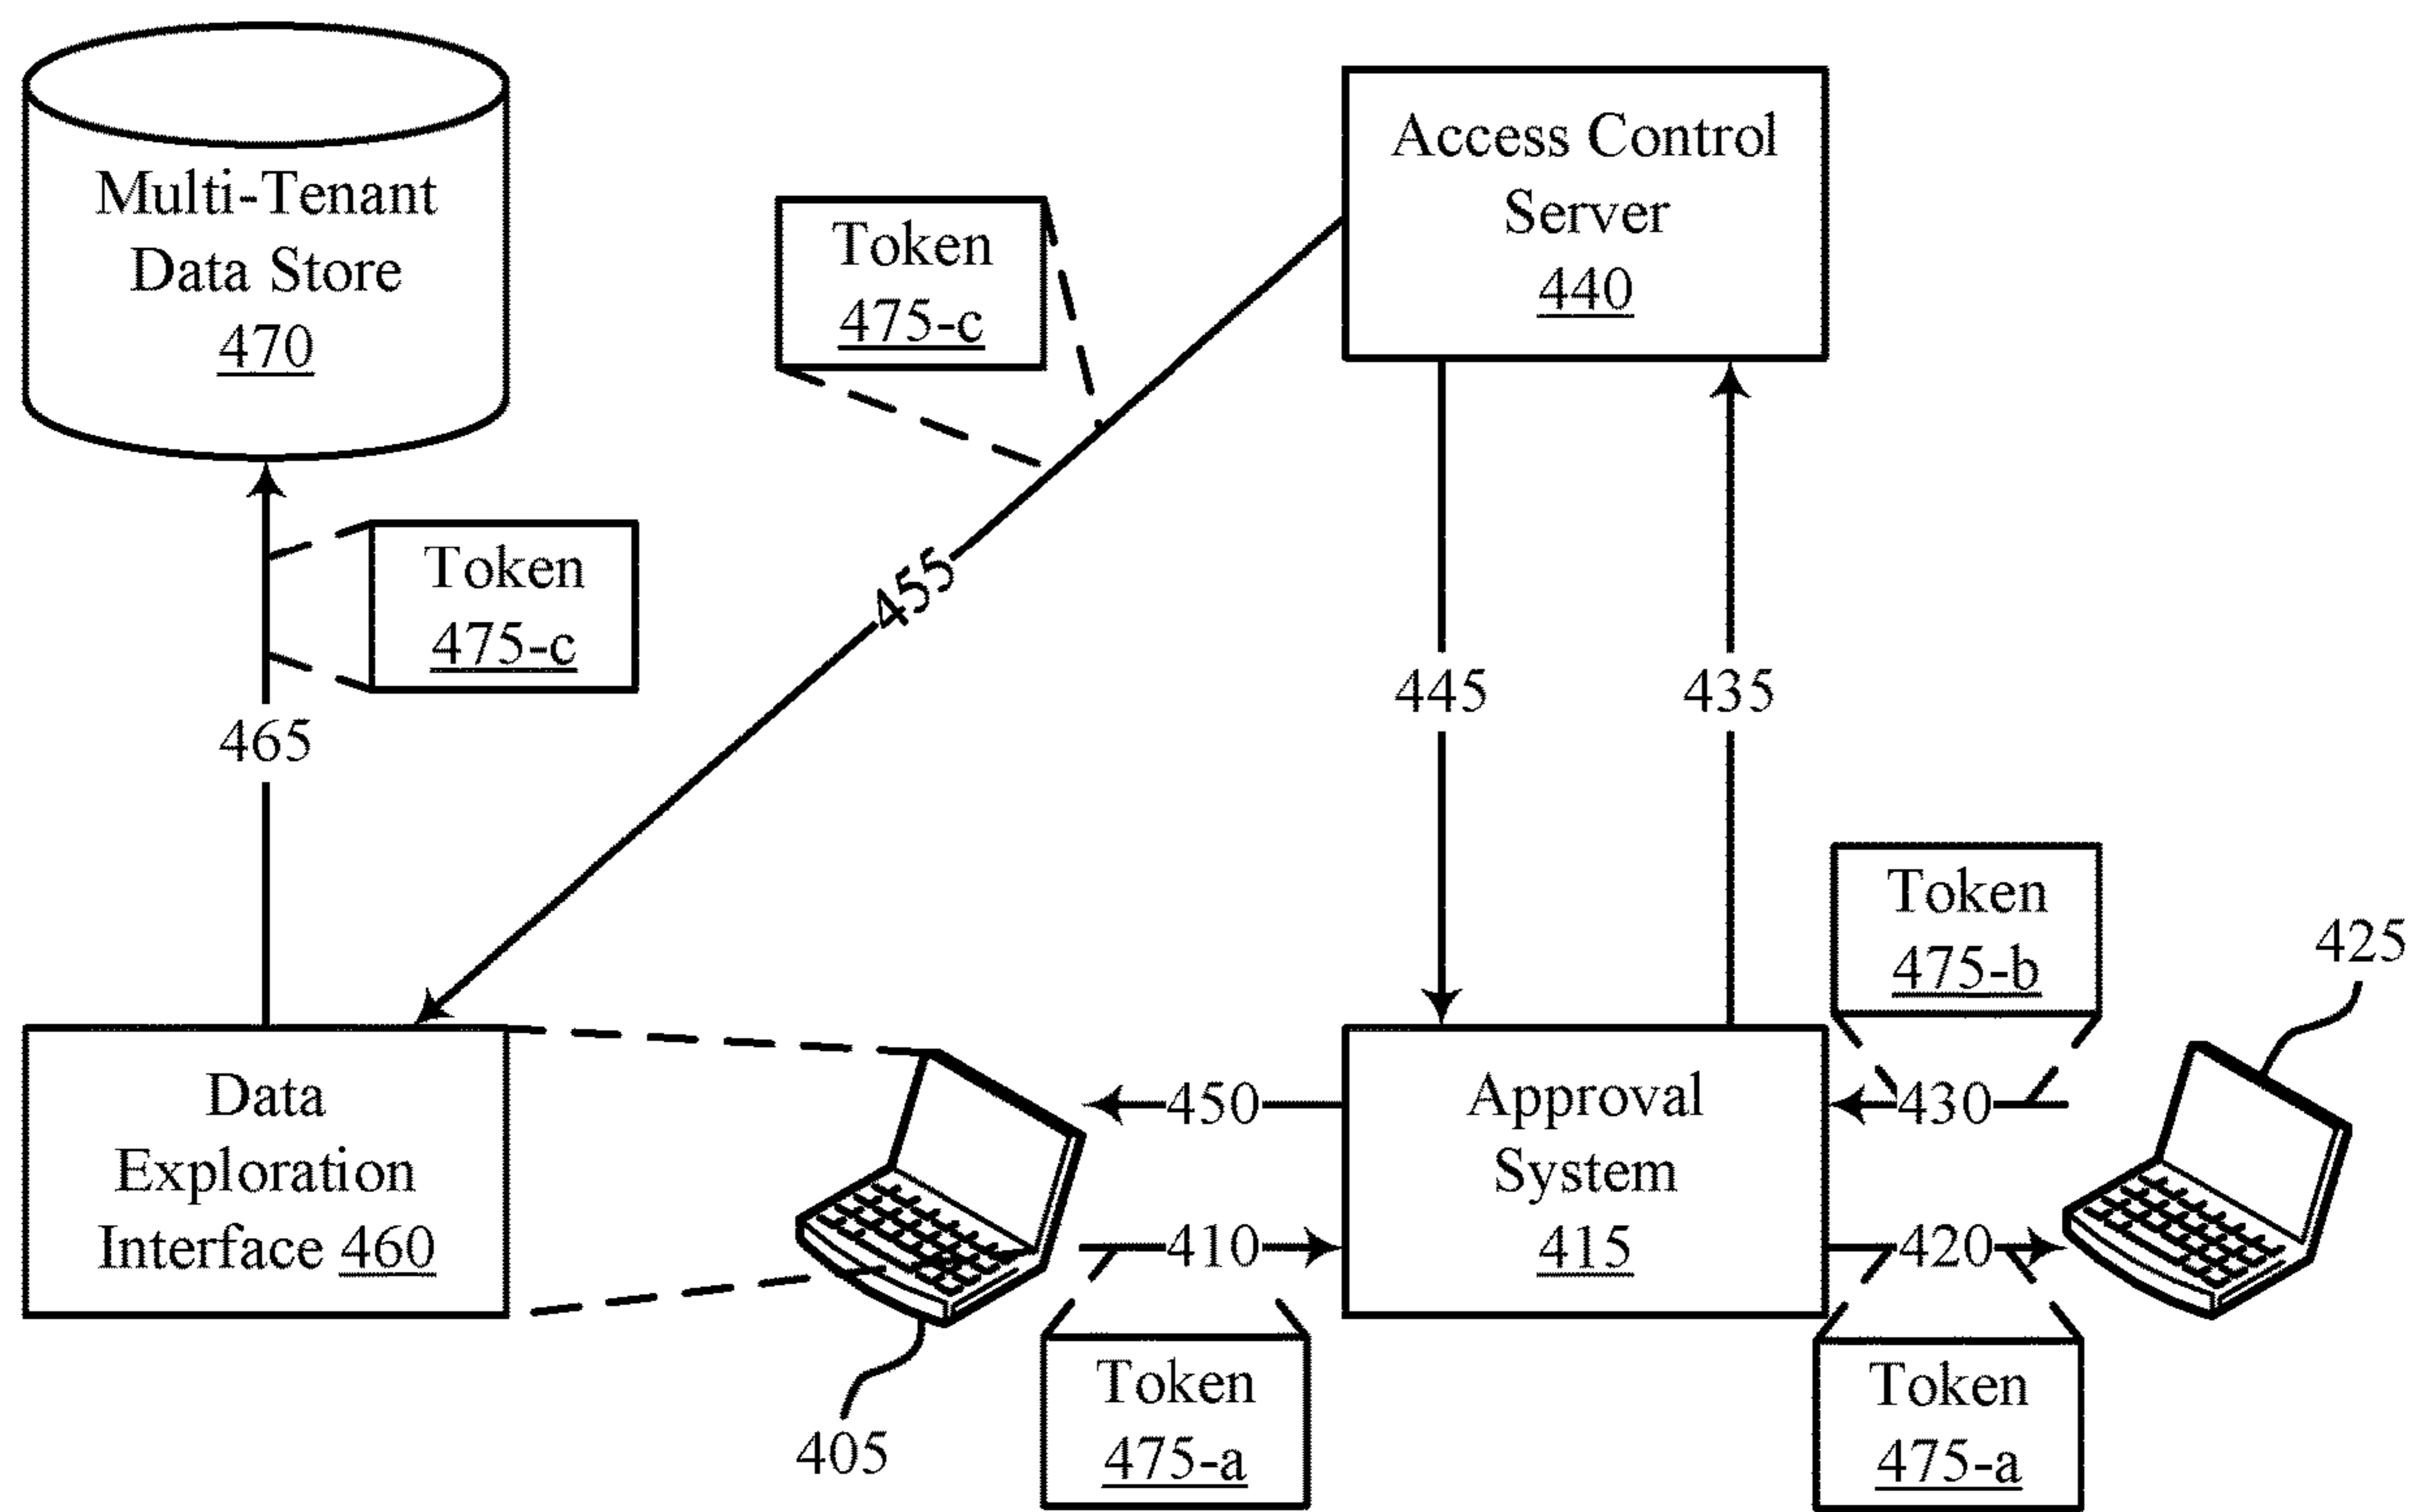 Multi-Tenant
Data Store
470
Token
475-c
Access Control
Server
440
Token
475-c
465
455
445
435
Token
475-b
425
Data
Exploration
Interface 460
450
410
Approval
System
415
430
420
405
Token
475-a
Token
475-a